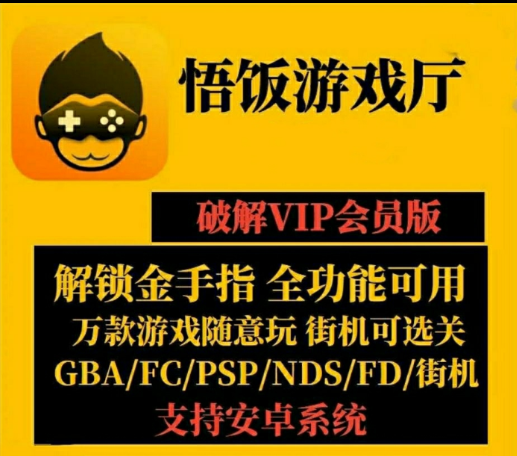 悟饭游戏厅
破解VIP会员版
解锁金手指 全功能可用
万款游戏随意玩 街机可选关
GBA/FC/PSP/NDS/FD/街机
支持安卓系统